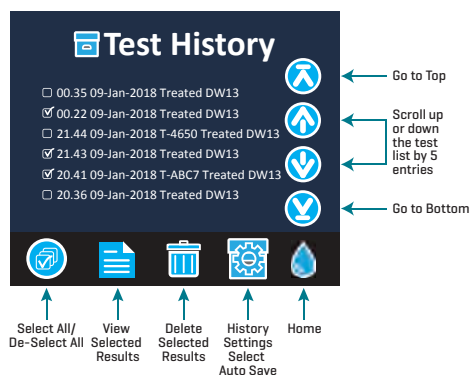 Test History
00.35 09-Jan-2018 Treated DW13
00.22 09-Jan-2018 Treated DW13
21.44 09-Jan-2018 T-4650 Treated DW13
21.43 09-Jan-2018 Treated DW13
20.41 09-Jan-2018 T-ABC7 Treated DW13
20.36 09-Jan-2018 Treated DW13
Go to Top
Scroll up
or down
the test
list by 5
entries
Go to Bottom
Select All/
De-Select All
View
Selected
Results
Delete
Selected
Results
History
Settings
Select
Auto Save
Home